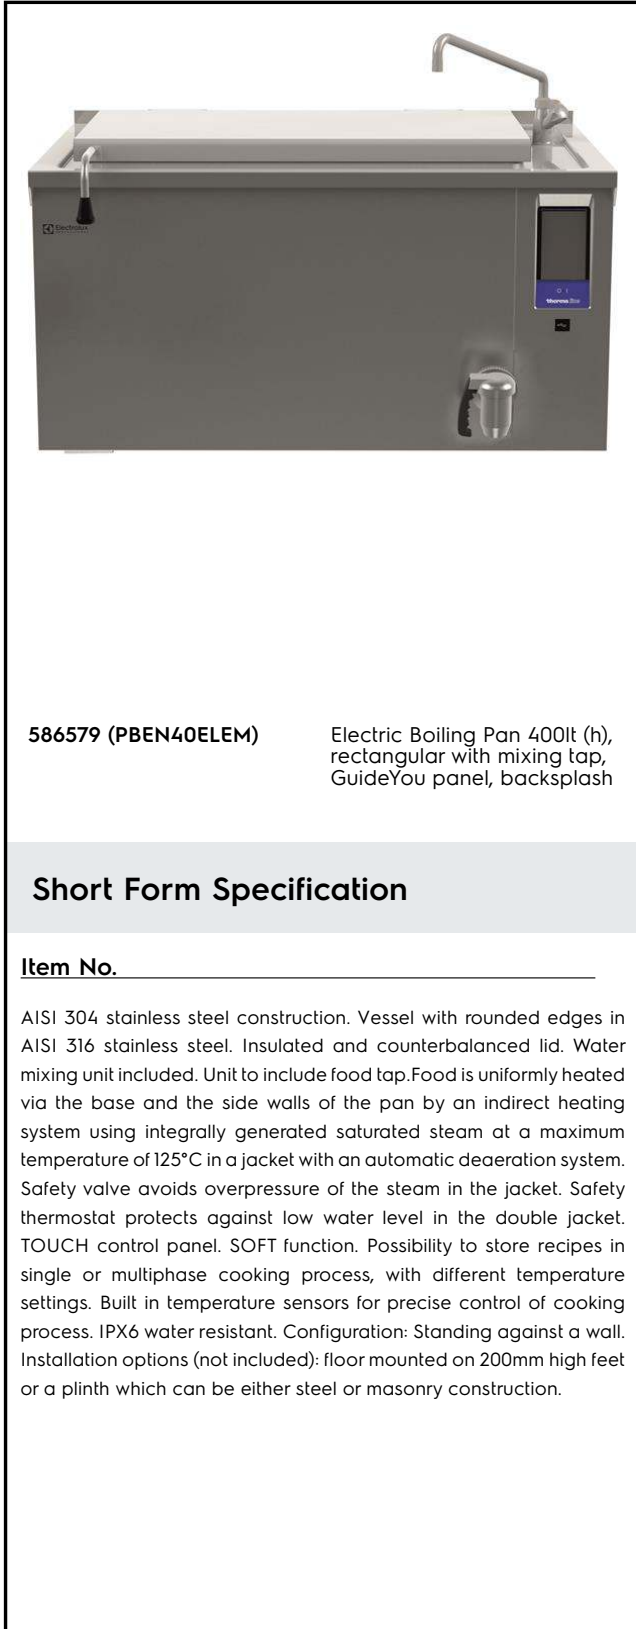 Electrolux
thermaline
586579 (PBEN40ELEM)
Electric Boiling Pan 400lt (h),
rectangular with mixing tap,
GuideYou panel, backsplash
Short Form Specification
Item No.
AISI 304 stainless steel construction. Vessel with rounded edges in
AISI 316 stainless steel. Insulated and counterbalanced lid. Water
mixing unit included. Unit to include food tap.Food is uniformly heated
via the base and the side walls of the pan by an indirect heating
system using integrally generated saturated steam at a maximum
temperature of 125°C in a jacket with an automatic deaeration system.
Safety valve avoids overpressure of the steam in the jacket. Safety
thermostat protects against low water level in the double jacket.
TOUCH control panel. SOFT function. Possibility to store recipes in
single or multiphase cooking process, with different temperature
settings. Built in temperature sensors for precise control of cooking
process. IPX6 water resistant. Configuration: Standing against a wall.
Installation options (not included): floor mounted on 200mm high feet
or a plinth which can be either steel or masonry construction.